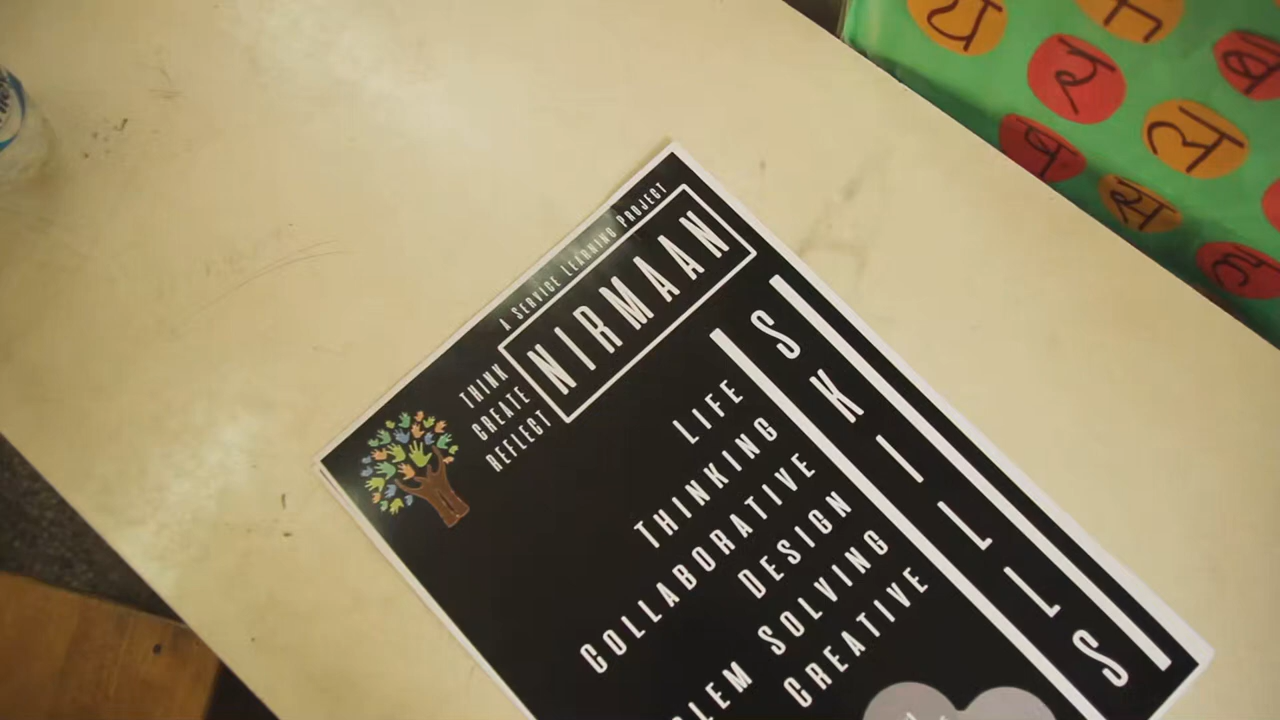 A SERVICE LEARNING PROJECT
NIRMAAN
THINK
CREATE
REFLECT
LIFE
THINKING
COLLABORATIVE
DESIGN
SOLVING
CREATIVE
SKILLS
य
र
ल
ष
स